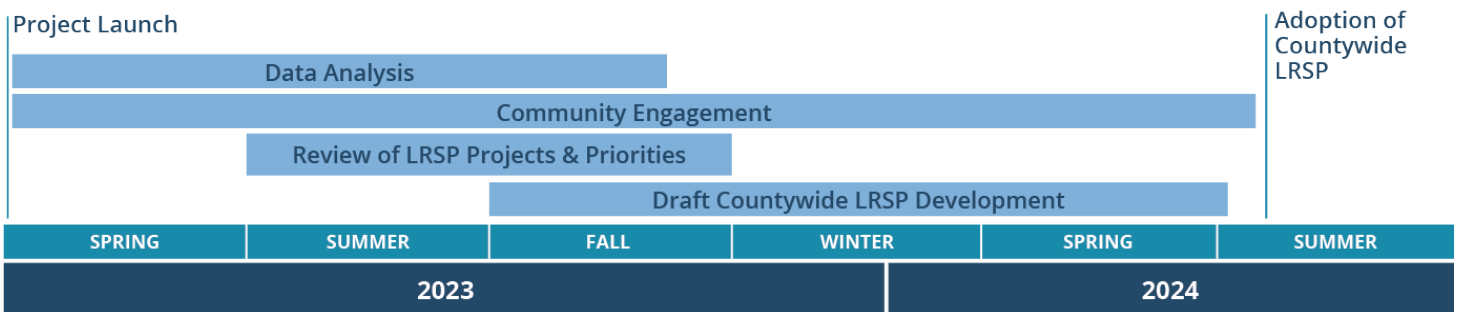 Project Launch
Adoption of
Countywide
LRSP
Data Analysis
Community Engagement
Review of LRSP Projects & Priorities
Draft Countywide LRSP Development
SPRING SUMMER FALL WINTER SPRING SUMMER
2023 2024